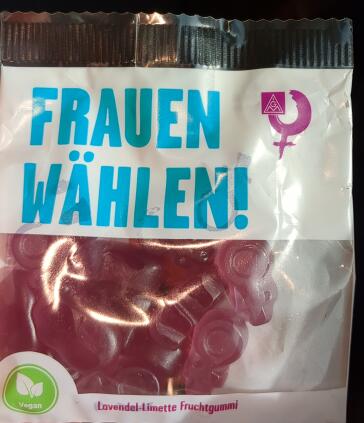 FRAUEN
WÄHLEN!
Vegan
Lavendel-Limette Fruchtgummi